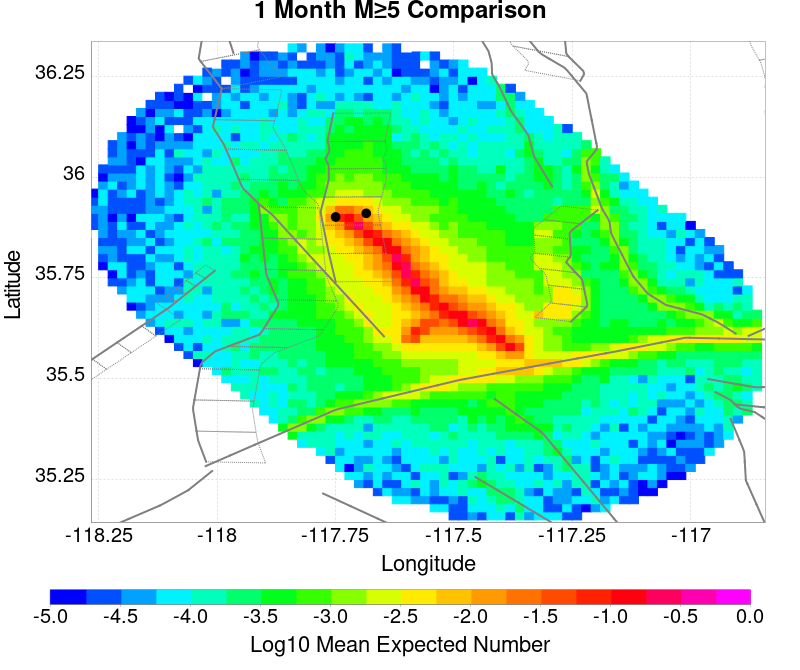 1 Month M≥5 Comparison
36.25
36
35.75
35.5
35.25
Latitude
-118.25 -118 -117.75 -117.5 -117.25 -117
Longitude
-5.0 -4.5 -4.0 -3.5 -3.0 -2.5 -2.0 -1.5 -1.0 -0.5 0.0
Log10 Mean Expected Number